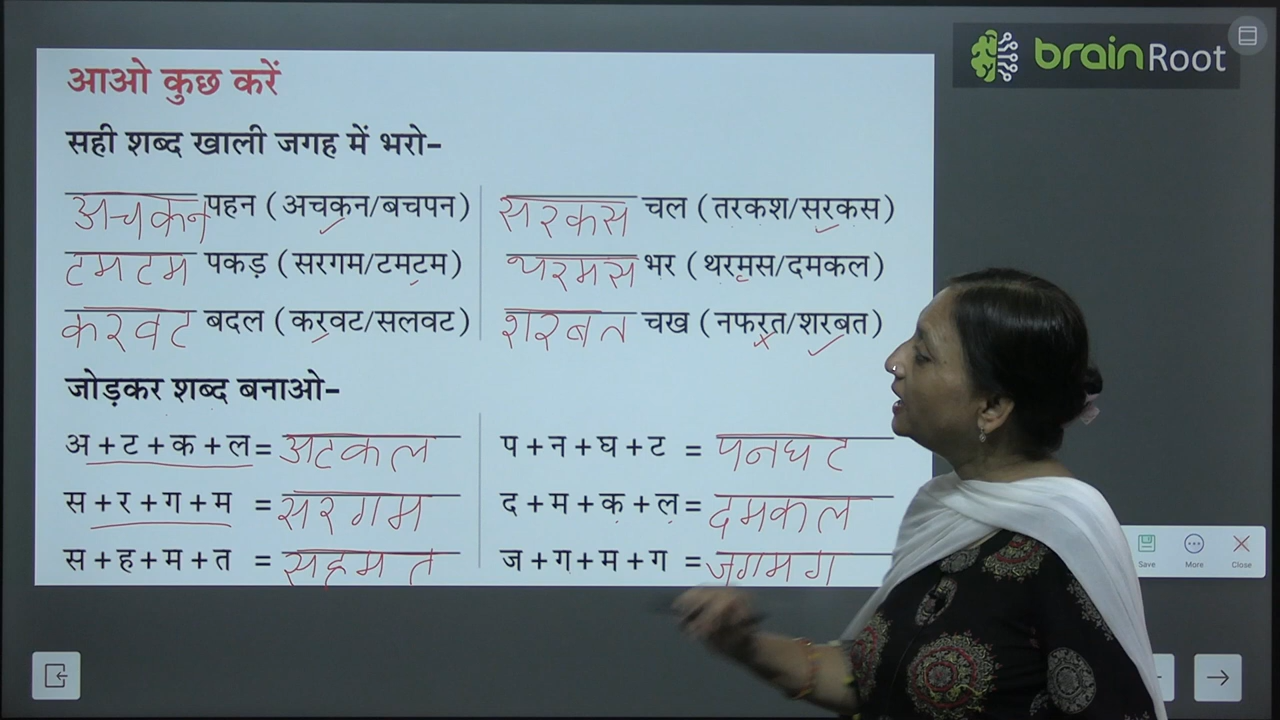 brainRoot
आओ कुछ करें
सही शब्द खाली जगह में भरो-
अचकन पहन (अचकन/बचपन) सरकस चल (तरकश/सरकस)
टमटम पकड़ (सरगम/टमटम) थरमस भर (थरमस/दमकल)
करवट बदल (करवट/सलवट) शरबत चख (नफरत/शरबत)
जोड़कर शब्द बनाओ-
अ+ट+क+ल= अटकल प+न+घ+ट = पनघट
स+र+ग+म = सरगम द+म+क+ल= दमकल
स+ह+म+त = सहमत ज+ग+म+ग = जगमग
Save More Close